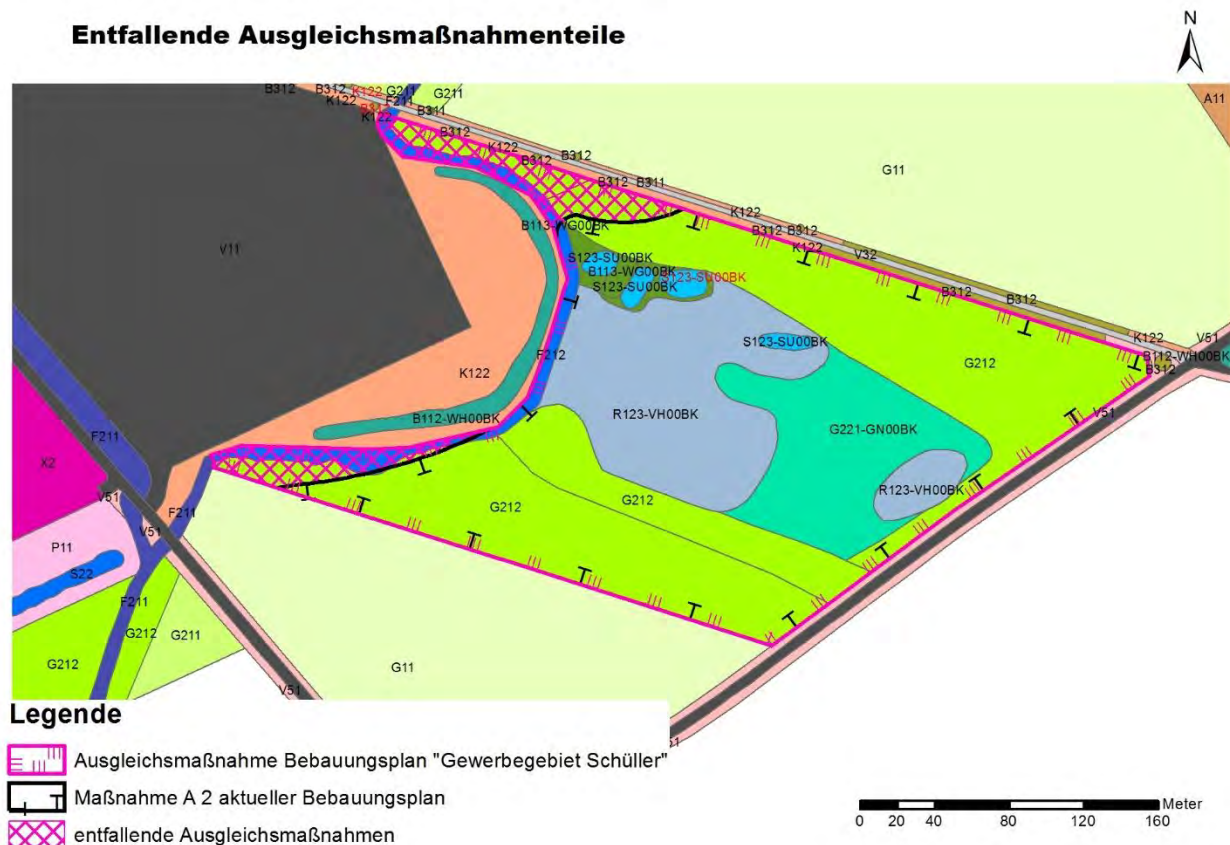 Entfallende Ausgleichsmaßnahmenteile
N
B312 B312 K122 G211 G211
K122 F211 B311
B312
K122 B312
A11
K122 B312
B312
G11
B312 B311
K122
B113-WG00BK
B312 B312
K122
V32
V11
S123-SU00BK
B113-WG00BK
S123-SU00BK
S123-SU00BK
B312
B312
S123-SU00BK
K122
V51
F212
G212
B112-WH00BK
B312
K122
R123-VH00BK
V51
B112-WH00BK
G221-GN00BK
F211
X2
R123-VH00BK
V51
G212
G212
F211
V51
P11
S22
F211
G212
G211
G212
G11
V51
Legende
51
Ausgleichsmaßnahme Bebauungsplan "Gewerbegebiet Schüller"
Maßnahme A 2 aktueller Bebauungsplan
entfallende Ausgleichsmaßnahmen
Meter
0 20 40 80 120 160